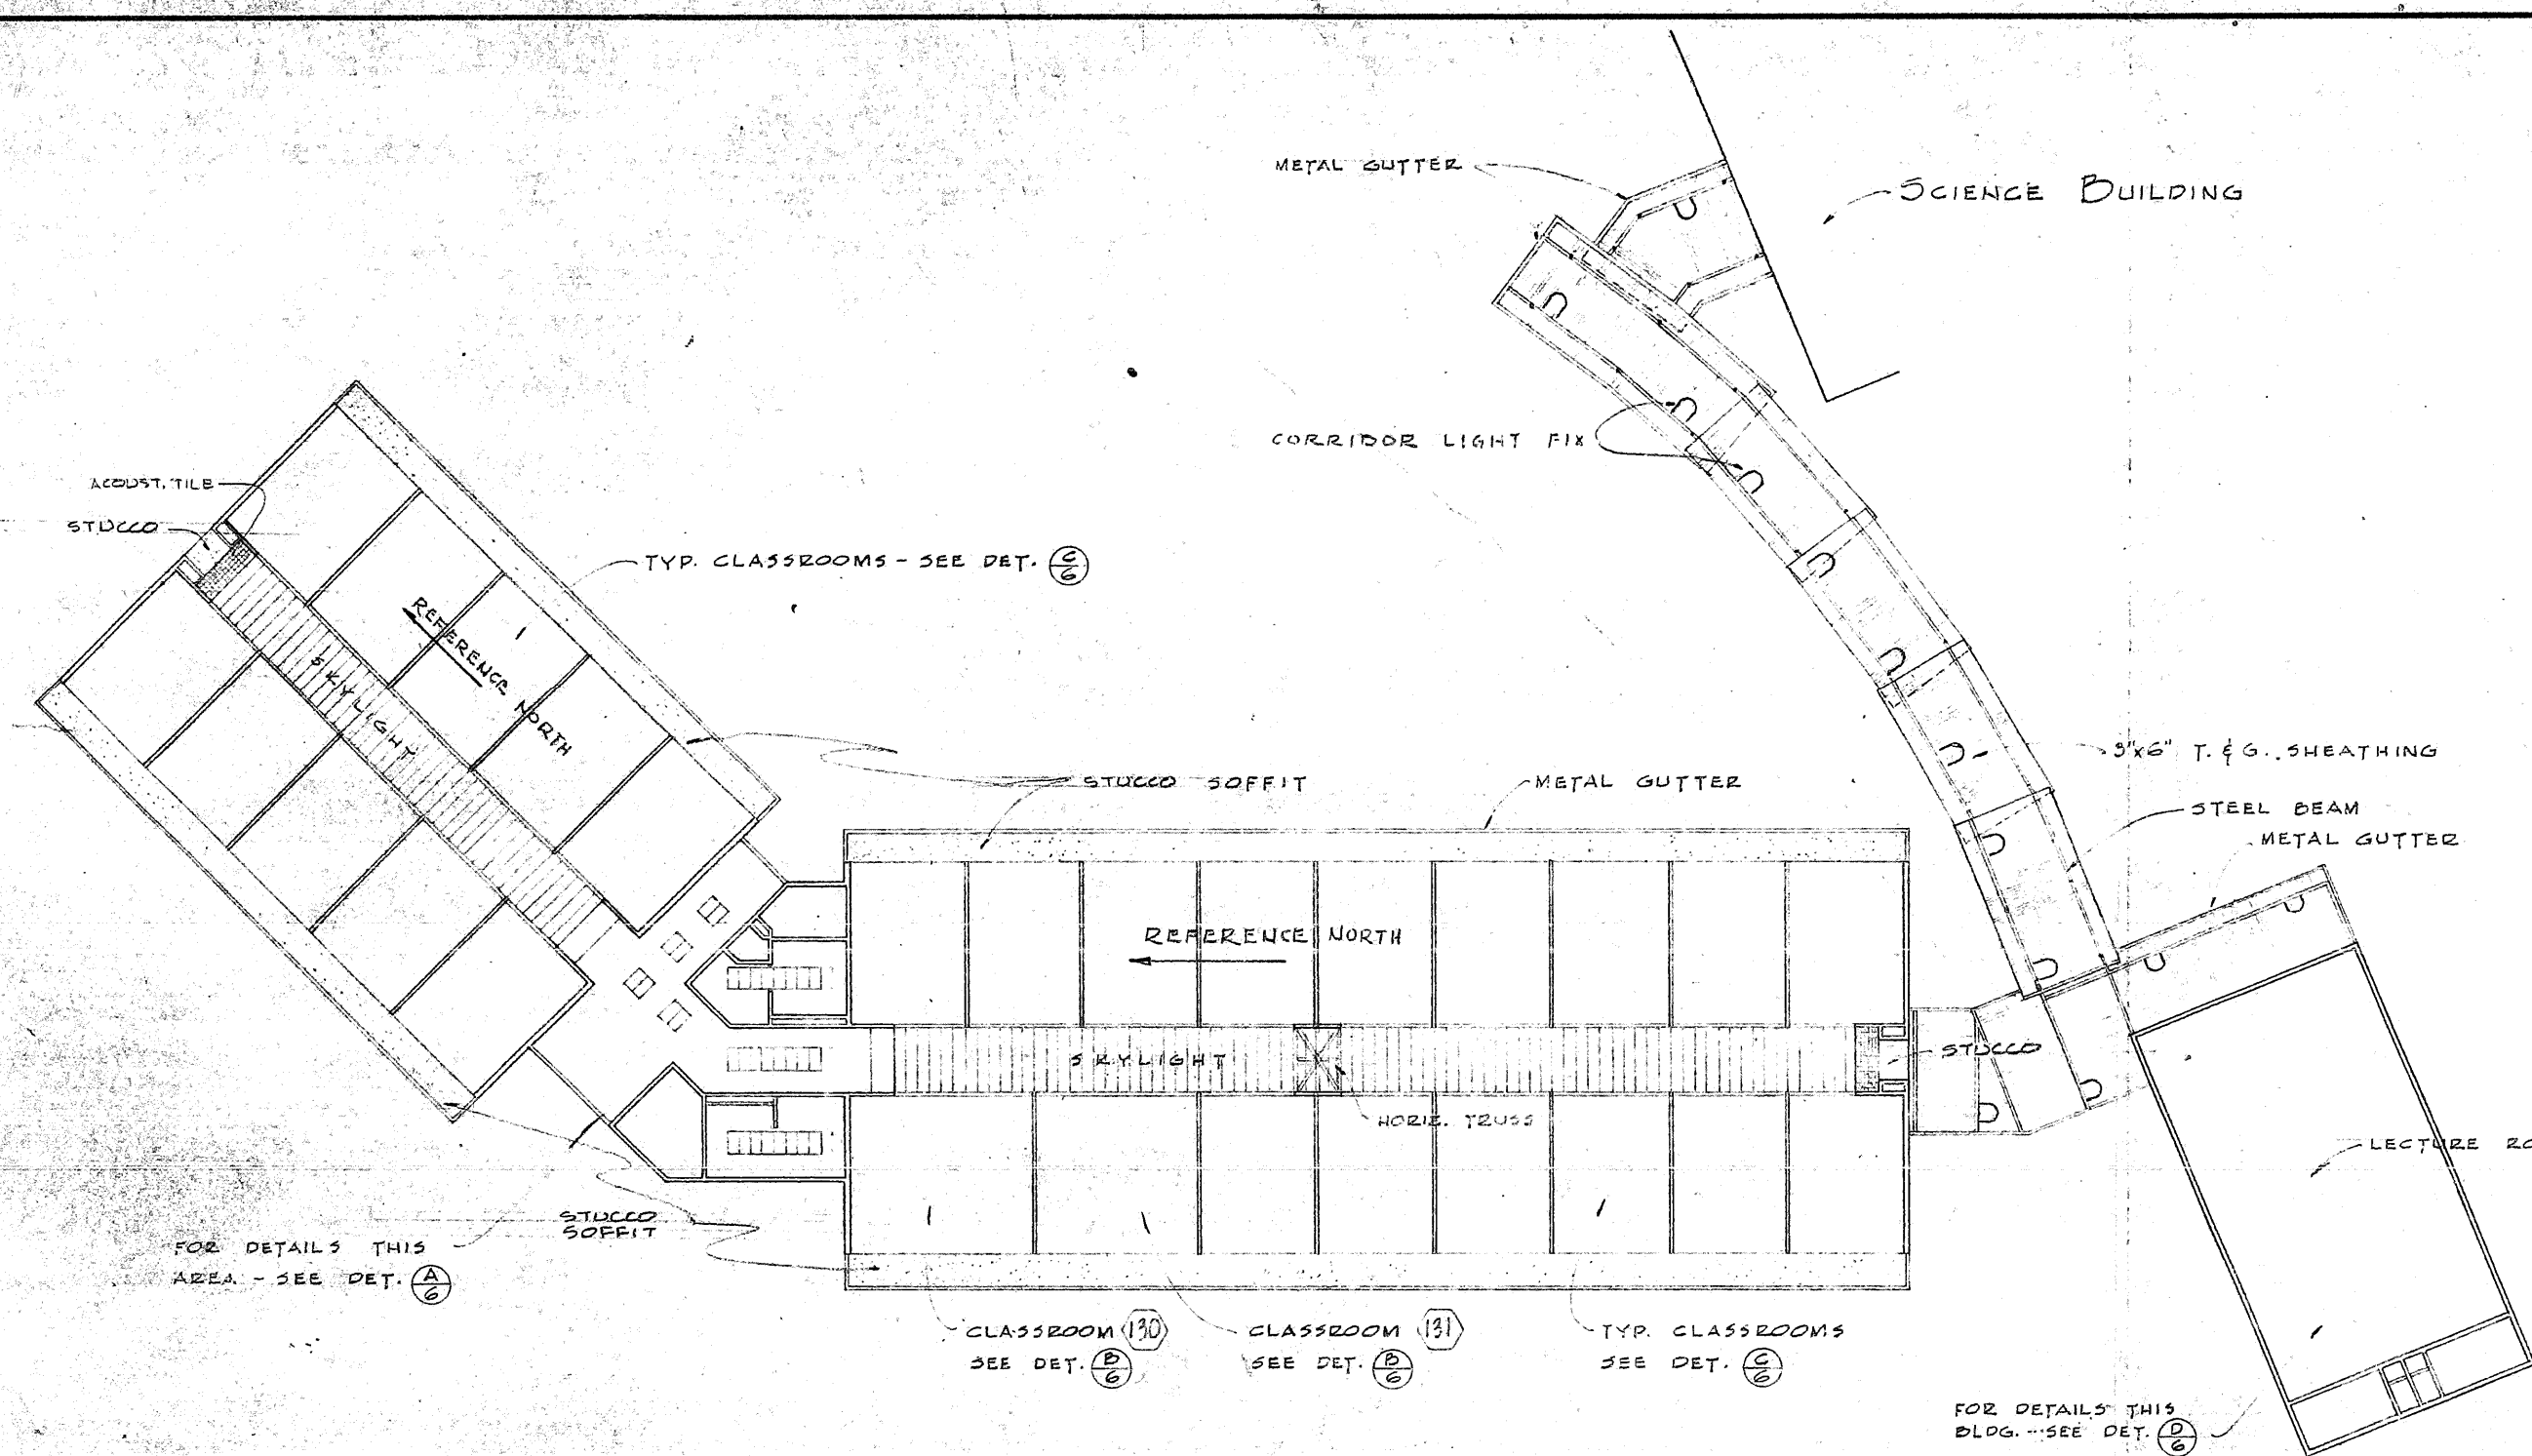 METAL GUTTER
SCIENCE BUILDING
CORRIDOR LIGHT FIX
ACOUST. TILE
STUCCO
TYP. CLASSROOMS - SEE DET. C/6
REFERENCE NORTH
SKYLIGHT
3"x6" T. & G. SHEATHING
STUCCO SOFFIT
METAL GUTTER
STEEL BEAM
METAL GUTTER
REFERENCE NORTH
SKYLIGHT
STUCCO
HORIZ. TRUSS
LECTURE
STUCCO
SOFFIT
FOR DETAILS THIS
AREA - SEE DET. A/6
CLASSROOM 130
SEE DET. B/6
CLASSROOM 131
SEE DET. B/6
TYP. CLASSROOMS
SEE DET. C/6
FOR DETAILS THIS
BLDG. - SEE DET. D/6